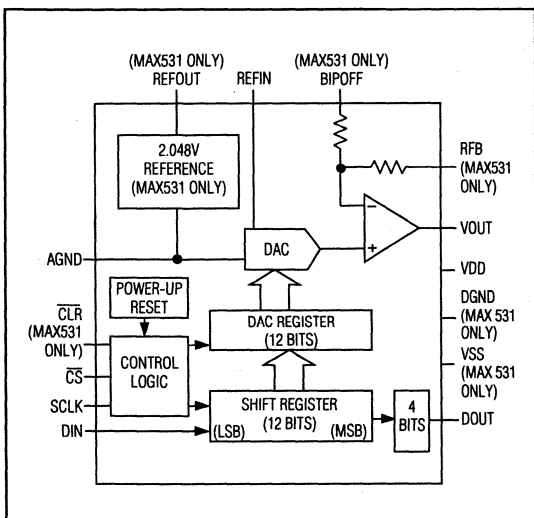 (MAX531 ONLY)
REFOUT
REFIN
(MAX531 ONLY)
BIPOFF
2.048V
REFERENCE
(MAX531 ONLY)
RFB
(MAX531
ONLY)
−
+
VOUT
AGND
DAC
VDD
POWER-UP
RESET
DGND
(MAX 531
ONLY)
CLR
(MAX531
ONLY)
DAC REGISTER
(12 BITS)
CONTROL
LOGIC
VSS
(MAX 531
ONLY)
CS
SCLK
SHIFT REGISTER
(12 BITS)
4
BITS
DOUT
DIN
(LSB)
(MSB)